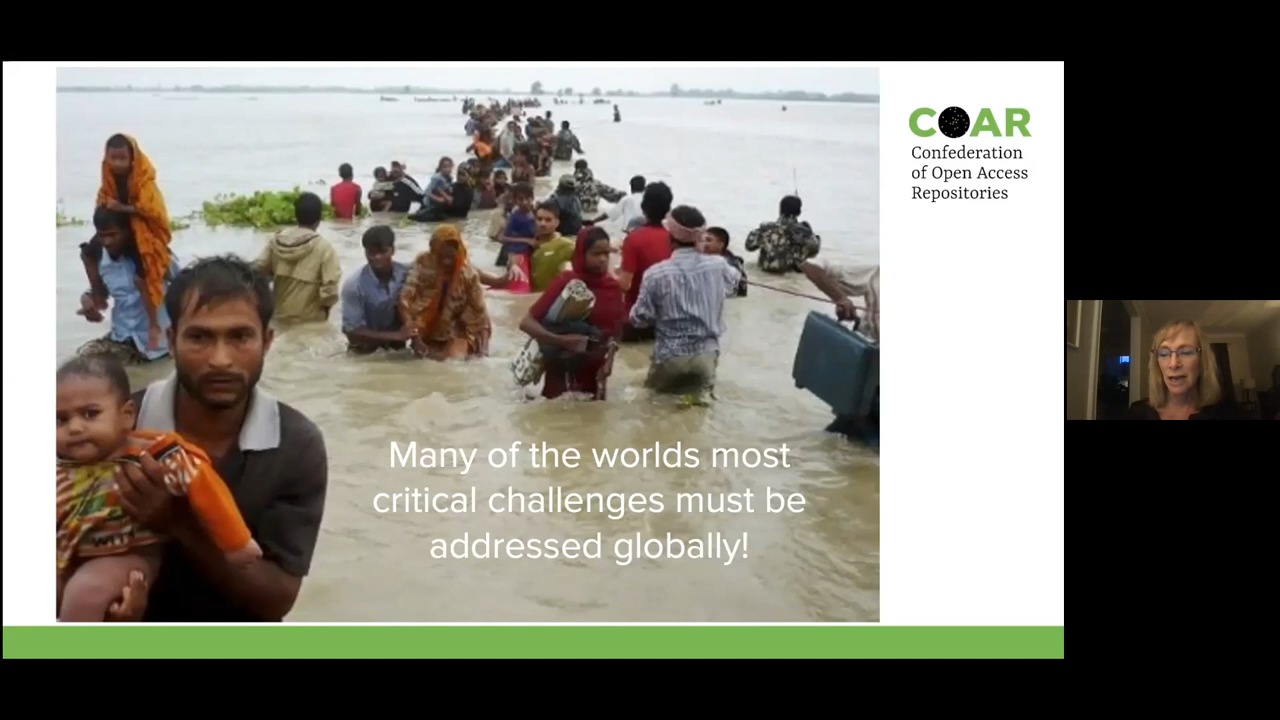 COAR
Confederation
of Open Access
Repositories
Many of the worlds most
critical challenges must be
addressed globally!